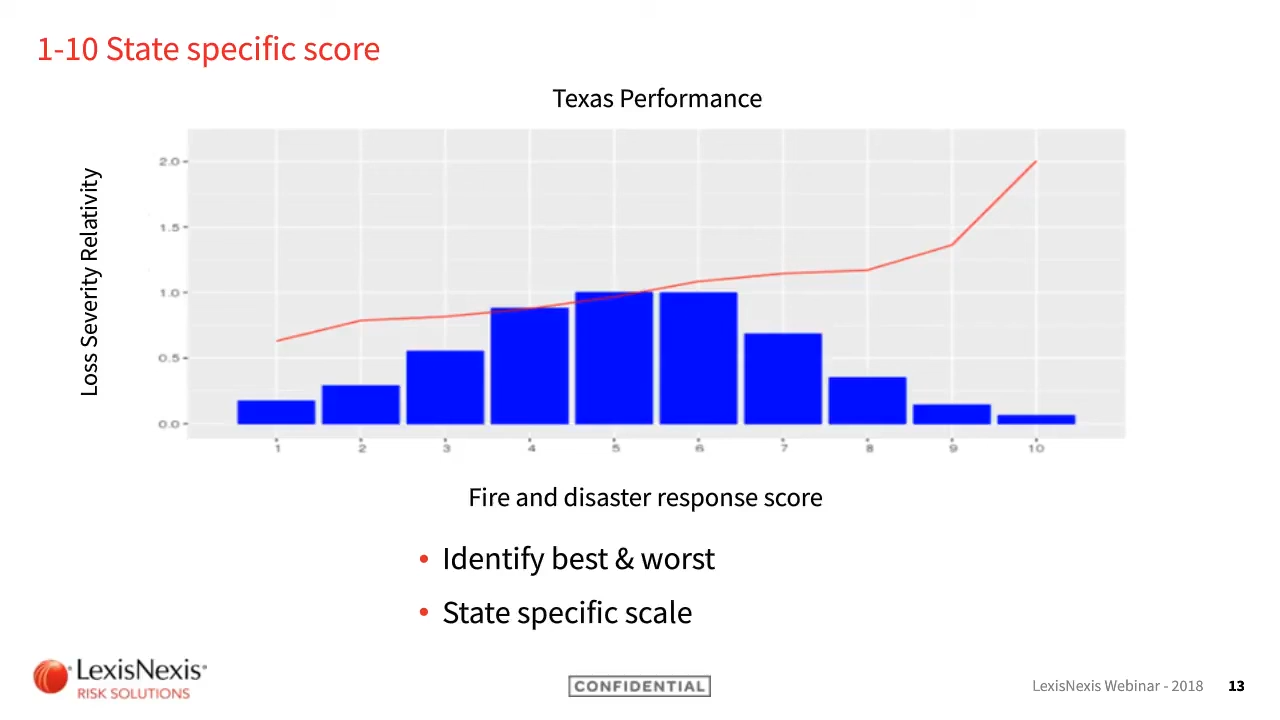 1-10 State specific score
Texas Performance
Loss Severity Relativity
2.0
1.5
1.0
0.5
0.0
1 2 3 4 5 6 7 8 9 10
Fire and disaster response score
• Identify best & worst
• State specific scale
LexisNexis
RISK SOLUTIONS
CONFIDENTIAL
LexisNexis Webinar - 2018 13